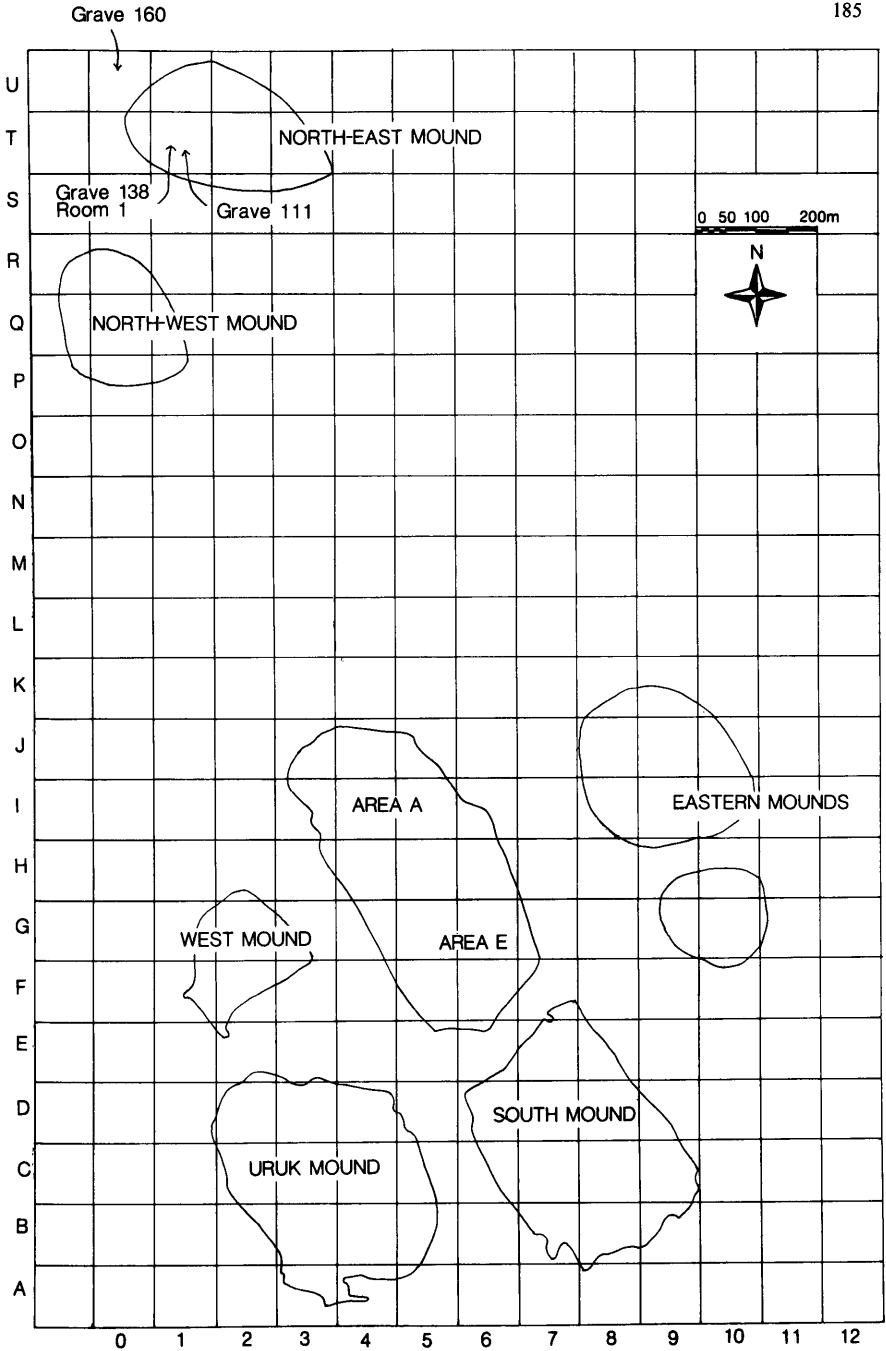 185
Grave 160
U
T
NORTH-EAST MOUND
S
Grave 138
Room 1
Grave 111
0 50 100 200m
R
N
Q
NORTH-WEST MOUND
P
O
N
M
L
K
J
I
AREA A
EASTERN MOUNDS
H
G
WEST MOUND
AREA E
F
E
D
SOUTH MOUND
C
URUK MOUND
B
A
0 1 2 3 4 5 6 7 8 9 10 11 12